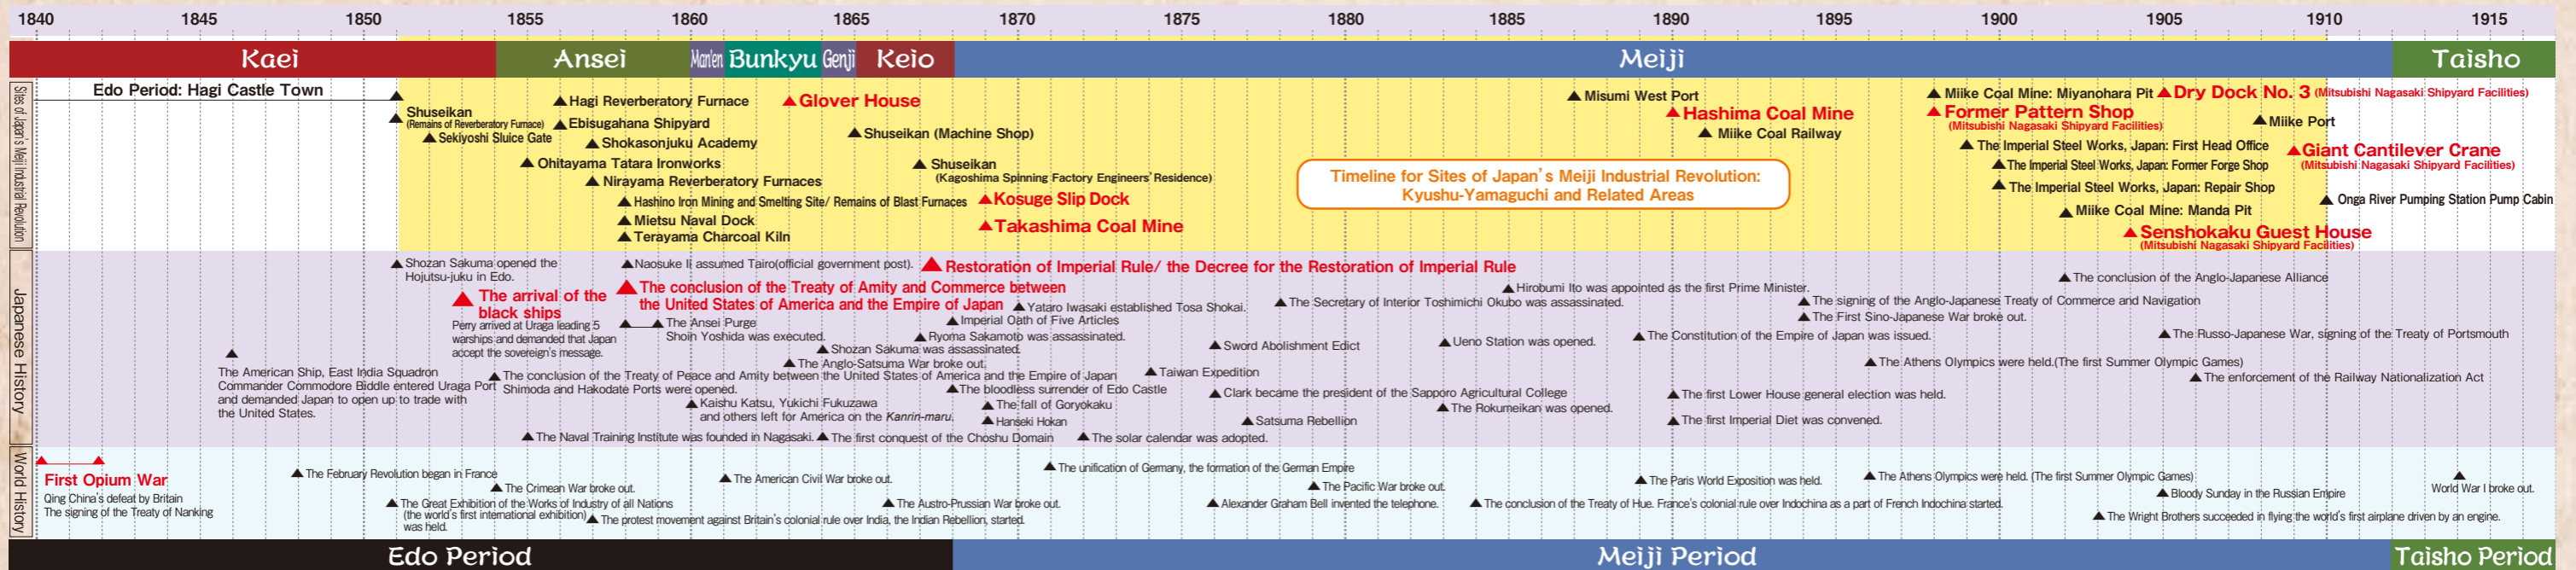 1840 1845 1850 1855 1860 1865 1870 1875 1880 1885 1890 1895 1900 1905 1910 1915
Kaei Ansei Man'en Bunkyu Genji Keio Meiji Taisho
Sites of Japan's Meiji Industrial Revolution
Edo Period: Hagi Castle Town
Shuseikan
(Remains of Reverberatory Furnace)
Sekiyoshi Sluice Gate
Ohitayama Tatara Ironworks
Hagi Reverberatory Furnace
Ebisugahana Shipyard
Shokasonjuku Academy
Nirayama Reverberatory Furnaces
Hashino Iron Mining and Smelting Site/ Remains of Blast Furnaces
Mietsu Naval Dock
Terayama Charcoal Kiln
Glover House
Shuseikan (Machine Shop)
Shuseikan
(Kagoshima Spinning Factory Engineers' Residence)
Kosuge Slip Dock
Takashima Coal Mine
Timeline for Sites of Japan's Meiji Industrial Revolution:
Kyushu-Yamaguchi and Related Areas
Misumi West Port
Hashima Coal Mine
Miike Coal Railway
Miike Coal Mine: Miyanohara Pit
Former Pattern Shop
(Mitsubishi Nagasaki Shipyard Facilities)
The Imperial Steel Works, Japan: First Head Office
The Imperial Steel Works, Japan: Former Forge Shop
The Imperial Steel Works, Japan: Repair Shop
Miike Coal Mine: Manda Pit
Senshokaku Guest House
(Mitsubishi Nagasaki Shipyard Facilities)
Dry Dock No. 3 (Mitsubishi Nagasaki Shipyard Facilities)
Miike Port
Giant Cantilever Crane
(Mitsubishi Nagasaki Shipyard Facilities)
Onga River Pumping Station Pump Cabin
Japanese History
The American Ship, East India Squadron
Commander Commodore Biddle entered Uraga Port
and demanded Japan to open up to trade with
the United States.
Shozan Sakuma opened the
Hojutsu-juku in Edo.
The arrival of the
black ships
Perry arrived at Uraga leading 5
warships and demanded that Japan
accept the sovereign's message.
The conclusion of the Treaty of Peace and Amity between the United States of America and the Empire of Japan
Shimoda and Hakodate Ports were opened.
The Naval Training Institute was founded in Nagasaki.
Naosuke Ii assumed Tairo(official government post).
The conclusion of the Treaty of Amity and Commerce between
the United States of America and the Empire of Japan
The Ansei Purge
Shoin Yoshida was executed.
Kaishu Katsu, Yukichi Fukuzawa
and others left for America on the Kanrin-maru.
The Anglo-Satsuma War broke out.
Shozan Sakuma was assassinated.
The first conquest of the Choshu Domain
Restoration of Imperial Rule/ the Decree for the Restoration of Imperial Rule
Ryoma Sakamoto was assassinated.
Imperial Oath of Five Articles
The bloodless surrender of Edo Castle
The fall of Goryokaku
Hanseki Hokan
Yataro Iwasaki established Tosa Shokai.
The solar calendar was adopted.
Taiwan Expedition
Sword Abolishment Edict
Clark became the president of the Sapporo Agricultural College
Satsuma Rebellion
The Secretary of Interior Toshimichi Okubo was assassinated.
Ueno Station was opened.
The Rokumeikan was opened.
Hirobumi Ito was appointed as the first Prime Minister.
The Constitution of the Empire of Japan was issued.
The first Lower House general election was held.
The first Imperial Diet was convened.
The signing of the Anglo-Japanese Treaty of Commerce and Navigation
The First Sino-Japanese War broke out.
The Athens Olympics were held.(The first Summer Olympic Games)
The conclusion of the Anglo-Japanese Alliance
The Russo-Japanese War, signing of the Treaty of Portsmouth
The enforcement of the Railway Nationalization Act
World History
First Opium War
Qing China's defeat by Britain
The signing of the Treaty of Nanking
The February Revolution began in France
The Great Exhibition of the Works of Industry of all Nations
(the world's first international exhibition)
was held.
The Crimean War broke out.
The protest movement against Britain's colonial rule over India, the Indian Rebellion, started.
The American Civil War broke out.
The Austro-Prussian War broke out.
The unification of Germany, the formation of the German Empire
Alexander Graham Bell invented the telephone.
The Pacific War broke out.
The conclusion of the Treaty of Hue. France's colonial rule over Indochina as a part of French Indochina started.
The Paris World Exposition was held.
The Athens Olympics were held. (The first Summer Olympic Games)
The Wright Brothers succeeded in flying the world's first airplane driven by an engine.
Bloody Sunday in the Russian Empire
World War I broke out.
Edo Period Meiji Period Taisho Period